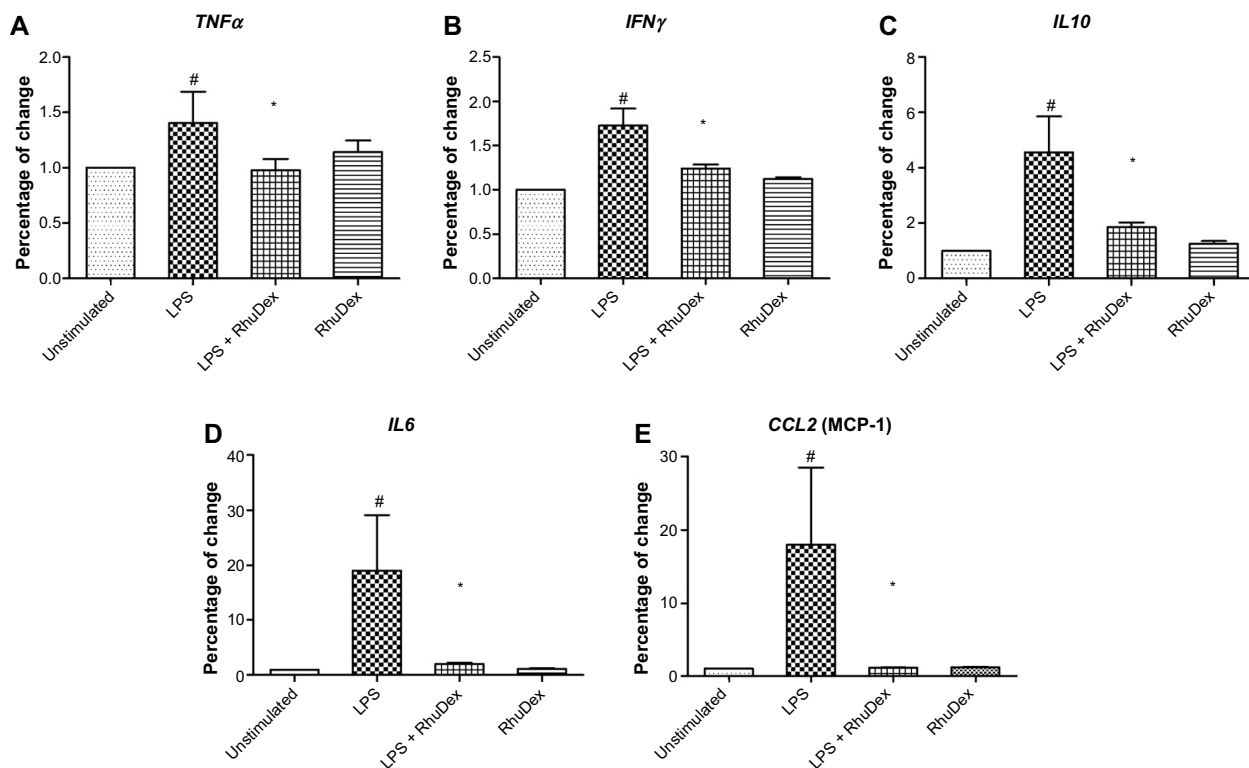 A
TNFα
Percentage of change
2.0
1.5
1.0
0.5
0.0
#
*
Unstimulated
LPS
LPS + RhuDex
RhuDex
B
IFNγ
Percentage of change
2.5
2.0
1.5
1.0
0.5
0.0
#
*
Unstimulated
LPS
LPS + RhuDex
RhuDex
C
IL10
Percentage of change
8
6
4
2
0
#
*
Unstimulated
LPS
LPS + RhuDex
RhuDex
D
IL6
Percentage of change
40
30
20
10
0
#
*
Unstimulated
LPS
LPS + RhuDex
RhuDex
E
CCL2 (MCP-1)
Percentage of change
30
20
10
0
#
*
Unstimulated
LPS
LPS + RhuDex
RhuDex